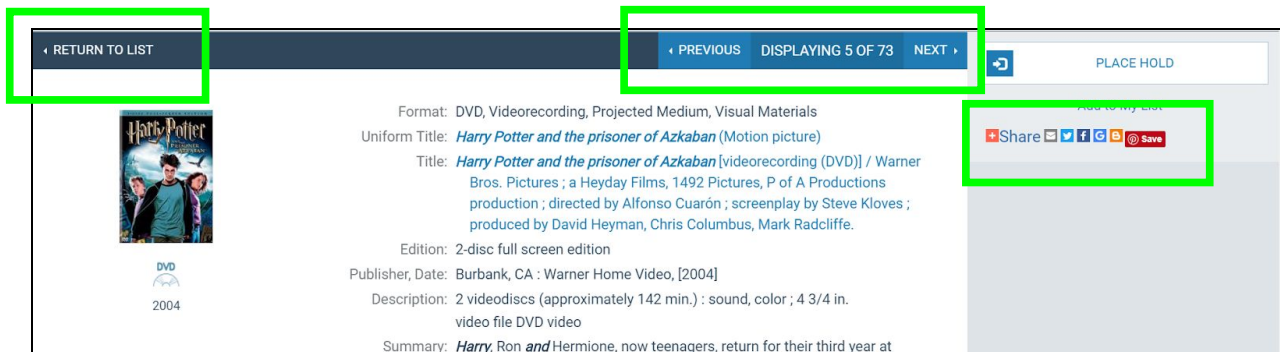 RETURN TO LIST
PREVIOUS DISPLAYING 5 OF 73 NEXT
PLACE HOLD
Add to My List
Share Save
Harry Potter
DVD
2004
Format: DVD, Videorecording, Projected Medium, Visual Materials
Uniform Title: Harry Potter and the prisoner of Azkaban (Motion picture)
Title: Harry Potter and the prisoner of Azkaban [videorecording (DVD)] / Warner
Bros. Pictures ; a Heyday Films, 1492 Pictures, P of A Productions
production ; directed by Alfonso Cuarón ; screenplay by Steve Kloves ;
produced by David Heyman, Chris Columbus, Mark Radcliffe.
Edition: 2-disc full screen edition
Publisher, Date: Burbank, CA : Warner Home Video, [2004]
Description: 2 videodiscs (approximately 142 min.) : sound, color ; 4 3/4 in.
video file DVD video
Summary: Harry, Ron and Hermione, now teenagers, return for their third year at